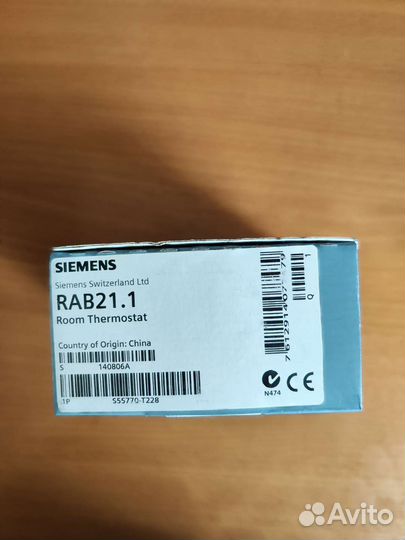 SIEMENS
Siemens Switzerland Ltd
RAB21.1
Room Thermostat
Country of Origin: China
S 140806A
1P S55770-T228
N474
CE
Q
1
Avito